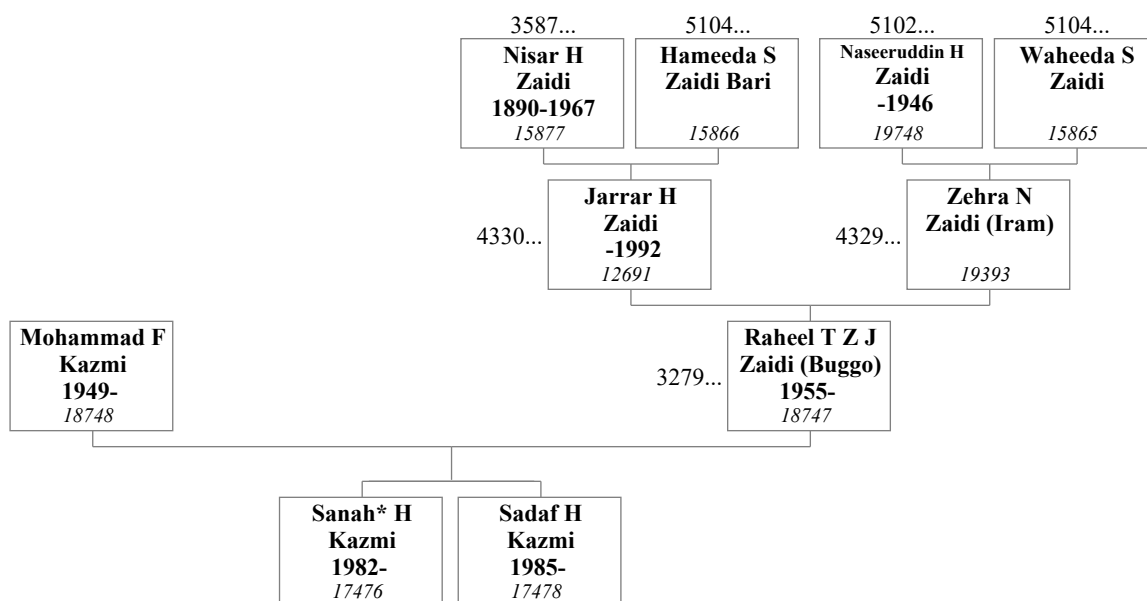 3587...
5104...
5102...
5104...
Nisar H
Zaidi
1890-1967
15877
Hameeda S
Zaidi Bari
15866
Naseeruddin H
Zaidi
-1946
19748
Waheeda S
Zaidi
15865
4330...
Jarrar H
Zaidi
-1992
12691
4329...
Zehra N
Zaidi (Iram)
19393
Mohammad F
Kazmi
1949-
18748
3279...
Raheel T Z J
Zaidi (Buggo)
1955-
18747
Sanah* H
Kazmi
1982-
17476
Sadaf H
Kazmi
1985-
17478